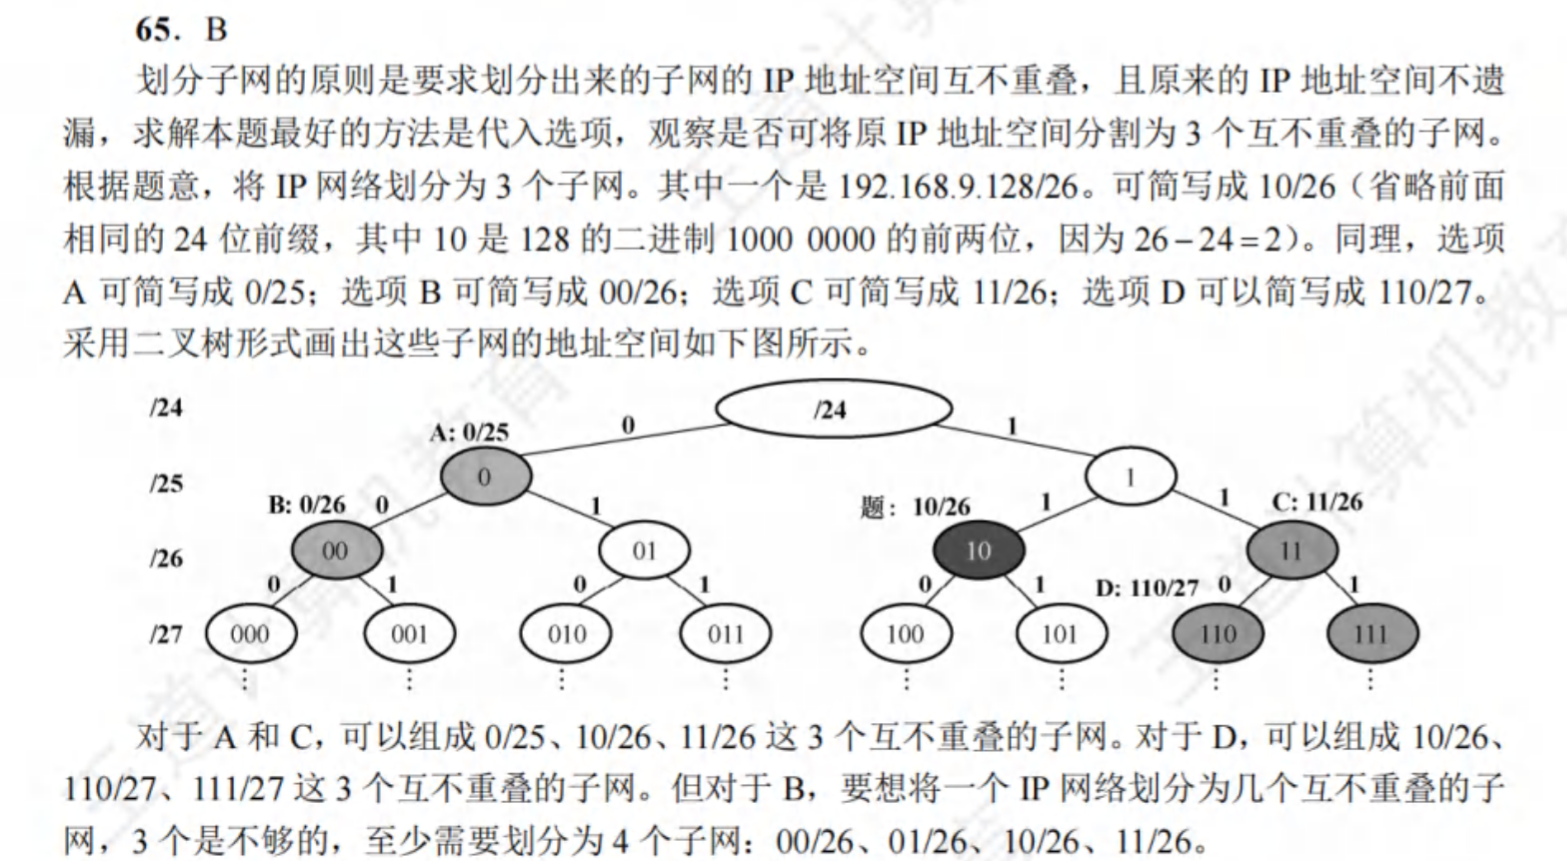 65. B
划分子网的原则是要求划分出来的子网的 IP 地址空间互不重叠，且原来的 IP 地址空间不遗
漏，求解本题最好的方法是代入选项，观察是否可将原 IP 地址空间分割为 3 个互不重叠的子网。
根据题意，将 IP 网络划分为 3 个子网。其中一个是 192.168.9.128/26。可简写成 10/26（省略前面
相同的 24 位前缀，其中 10 是 128 的二进制 1000 0000 的前两位，因为 26－24＝2）。同理，选项
A 可简写成 0/25；选项 B 可简写成 00/26；选项 C 可简写成 11/26；选项 D 可以简写成 110/27。
采用二叉树形式画出这些子网的地址空间如下图所示。
/24 /24
A: 0/25 0 1
/25 0 1
B: 0/26 0 1 题：10/26 1 1 C: 11/26
/26 00 01 10 11
0 1 0 1 0 1 D: 110/27 0 1
/27 000 001 010 011 100 101 110 111
⋮ ⋮ ⋮ ⋮ ⋮ ⋮ ⋮ ⋮
对于 A 和 C，可以组成 0/25、10/26、11/26 这 3 个互不重叠的子网。对于 D，可以组成 10/26、
110/27、111/27 这 3 个互不重叠的子网。但对于 B，要想将一个 IP 网络划分为几个互不重叠的子
网，3 个是不够的，至少需要划分为 4 个子网：00/26、01/26、10/26、11/26。
王道计算机教育
王道计算机教育